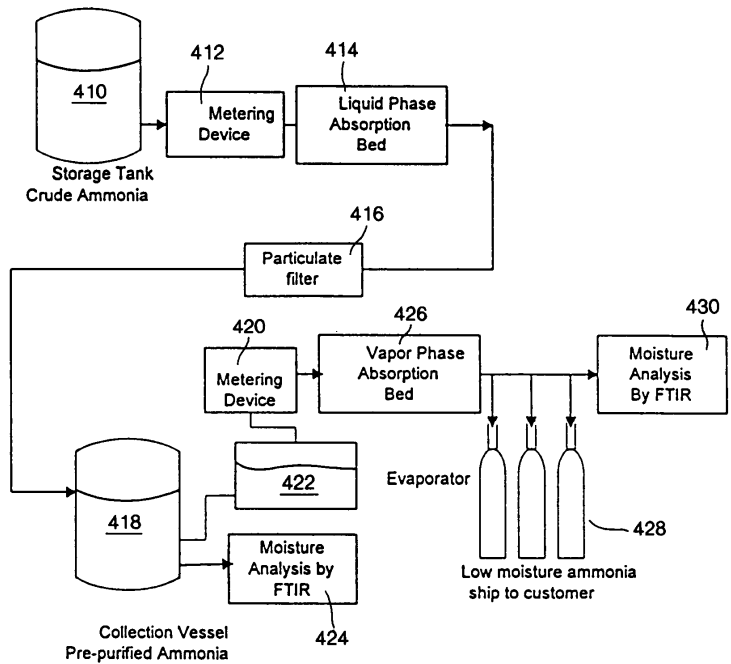 410
412
Metering
Device
414
Liquid Phase
Absorption
Bed
Storage Tank
Crude Ammonia
416
Particulate
filter
420
Metering
Device
426
Vapor Phase
Absorption
Bed
430
Moisture
Analysis
By FTIR
422
Evaporator
418
428
Moisture
Analysis by
FTIR
424
Low moisture ammonia
ship to customer
Collection Vessel
Pre-purified Ammonia